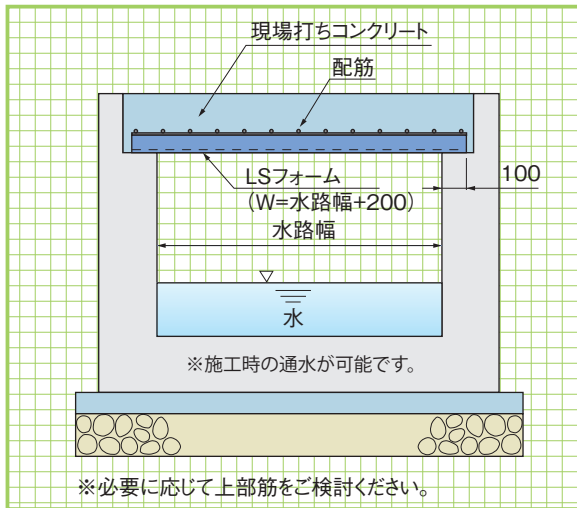 現場打ちコンクリート
配筋
LSフォーム
100
(W=水路幅+200)
水路幅
水
※施工時の通水が可能です。
※必要に応じて上部筋をご検討ください。